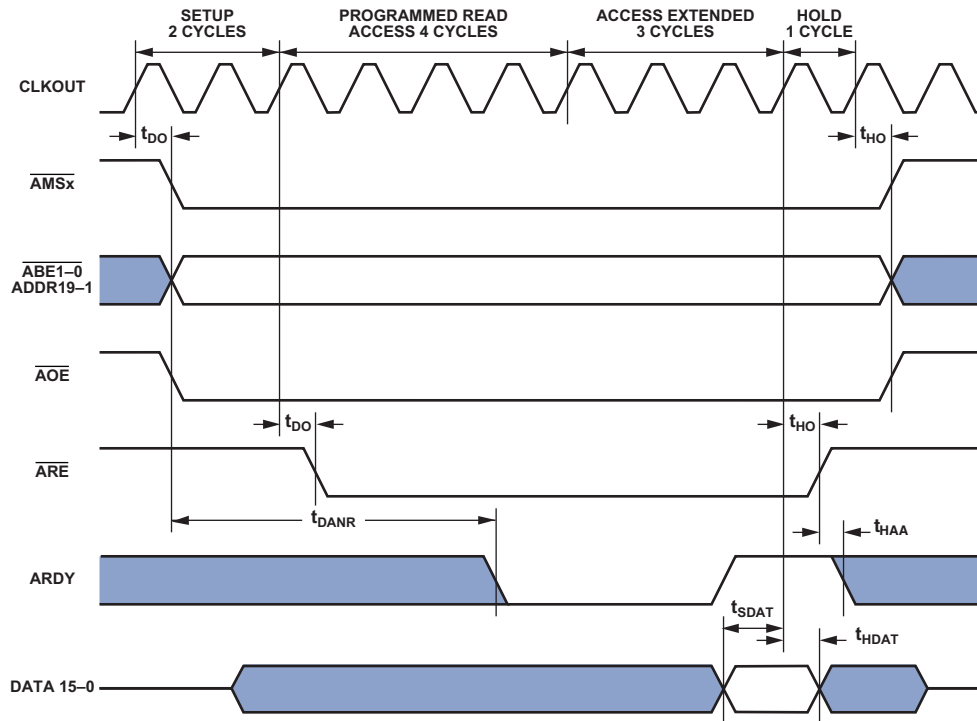 SETUP
2 CYCLES
PROGRAMMED READ
ACCESS 4 CYCLES
ACCESS EXTENDED
3 CYCLES
HOLD
1 CYCLE
CLKOUT
tDO
tHO
AMSx
ABE1–0
ADDR19–1
AOE
tDO
tHO
ARE
tDANR
tHAA
ARDY
tSDAT
tHDAT
DATA 15–0